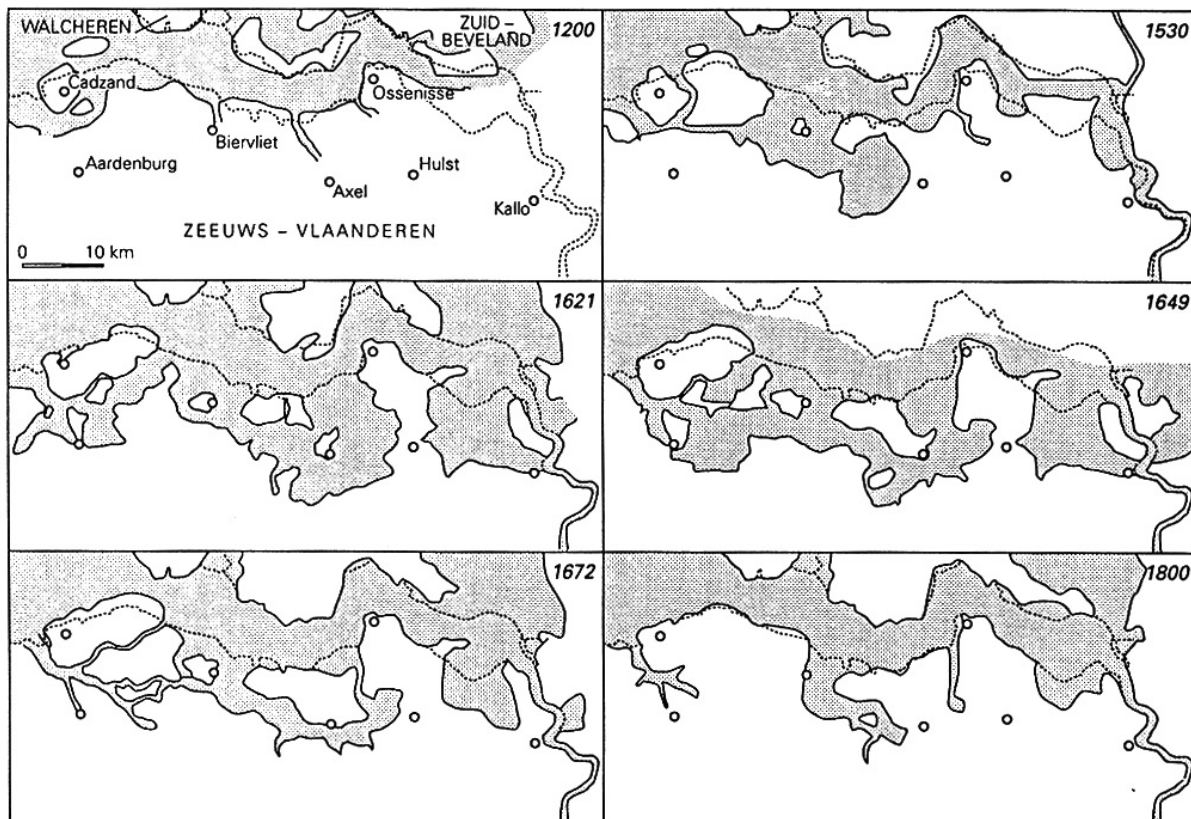 WALCHEREN
ZUID -
BEVELAND
1200
Cadzand
Ossenisse
Biervliet
Aardenburg
Axel
Hulst
Kallo
ZEEUWS - VLAANDEREN
0 10 km
1530
1621
1649
1672
1800